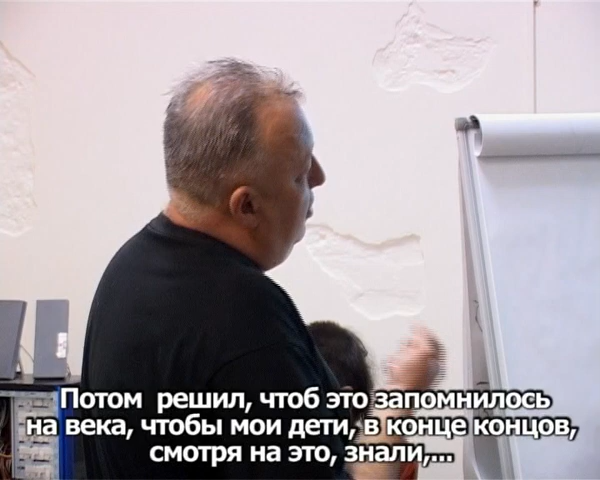 Потом  решил, чтоб это запомнилось
на века, чтобы мои дети, в конце концов,
смотря на это, знали,...